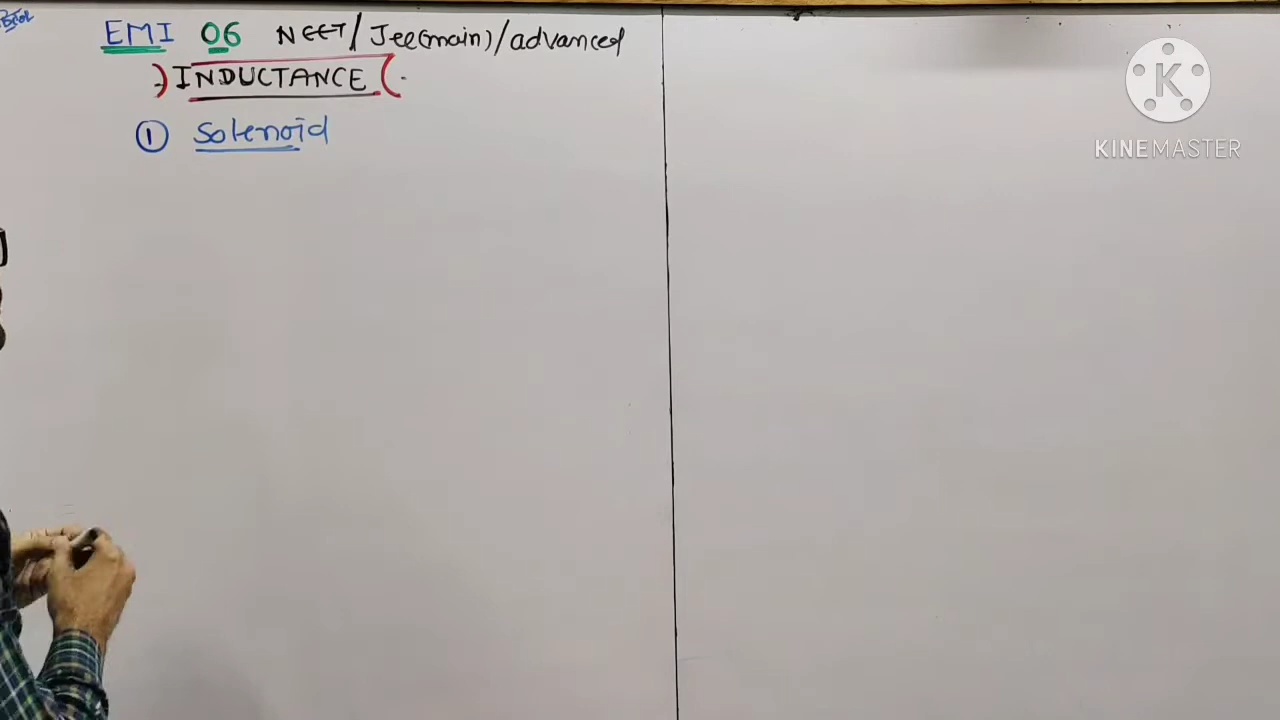 EMI 06 NEET/Jee(main)/advanced
INDUCTANCE
① Solenoid
K
KINEMASTER